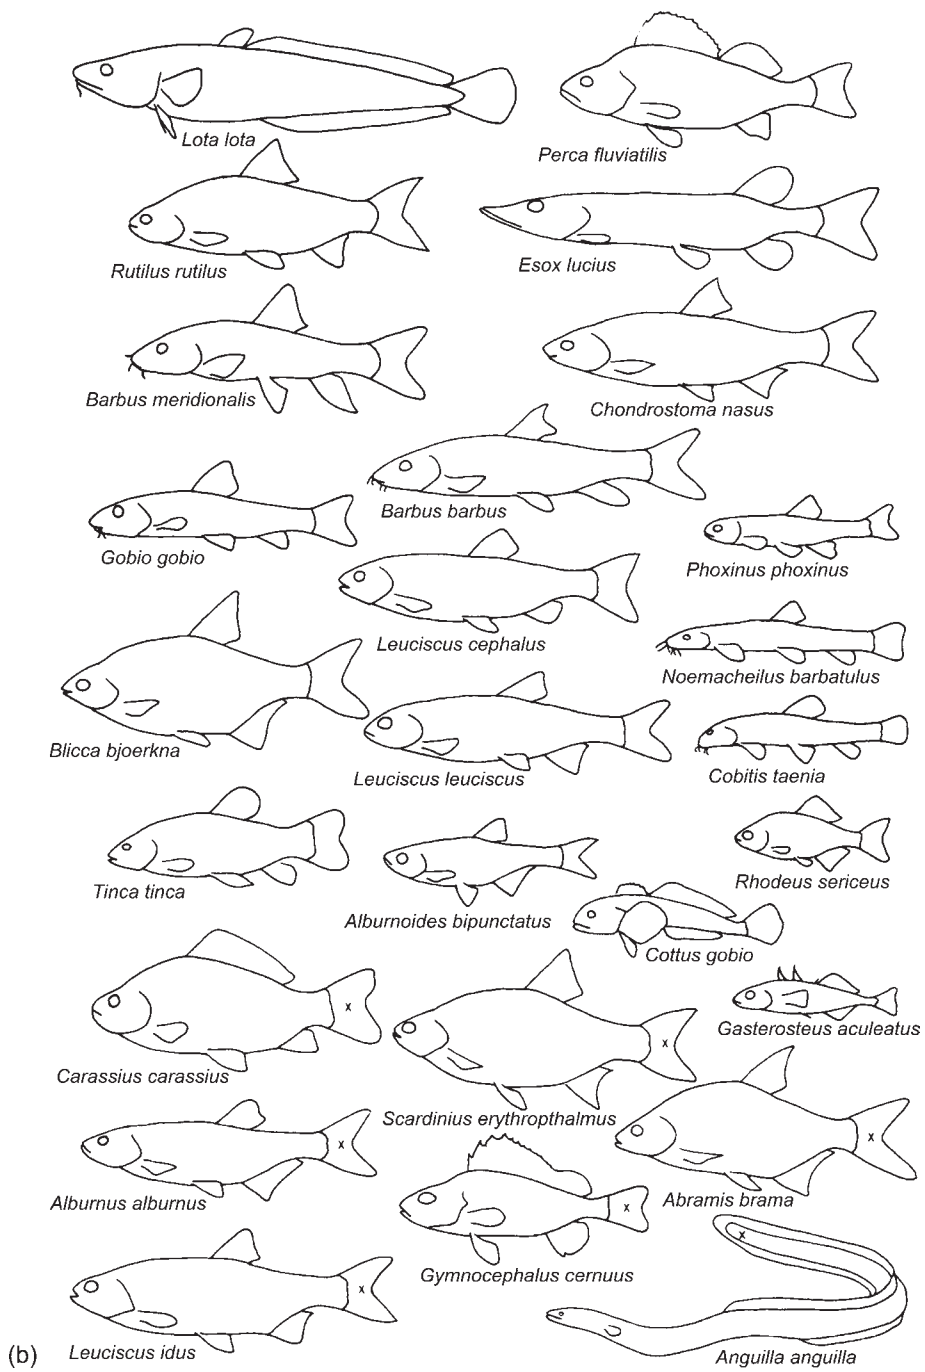 Lota lota
Perca fluviatilis
Rutilus rutilus
Esox lucius
Barbus meridionalis
Chondrostoma nasus
Barbus barbus
Gobio gobio
Phoxinus phoxinus
Leuciscus cephalus
Noemacheilus barbatulus
Blicca bjoerkna
Leuciscus leuciscus
Cobitis taenia
Tinca tinca
Rhodeus sericeus
Alburnoides bipunctatus
Cottus gobio
x
Gasterosteus aculeatus
x
Carassius carassius
Scardinius erythropthalmus
x
x
Alburnus alburnus
Abramis brama
x
x
Gymnocephalus cernuus
x
(b)
Leuciscus idus
Anguilla anguilla